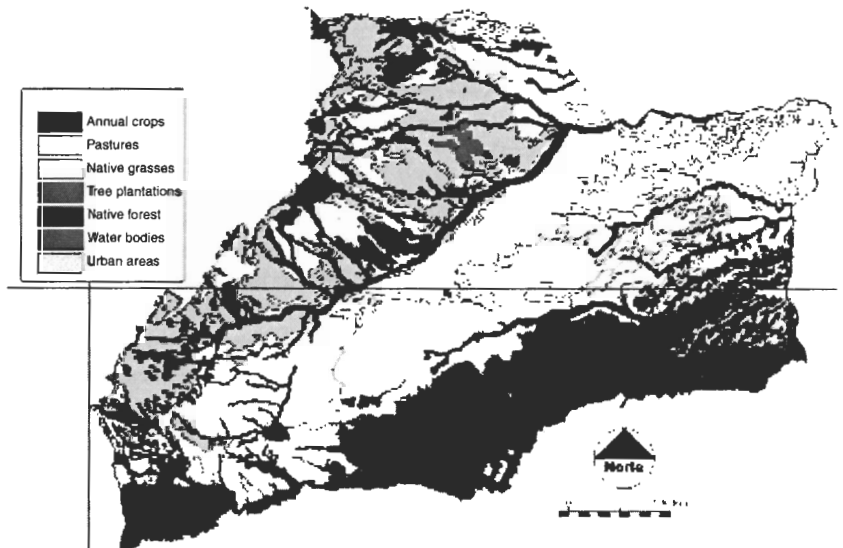 Annual crops
Pastures
Native grasses
Tree plantations
Native forest
Water bodies
Urban areas
Norte